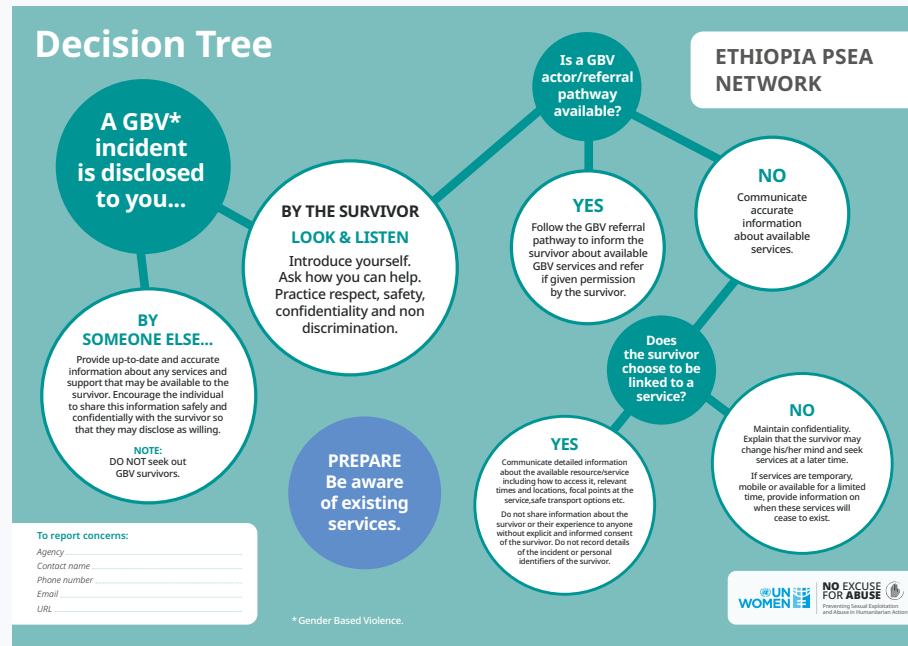 Decision Tree
ETHIOPIA PSEA
NETWORK
A GBV*
incident
is disclosed
to you...
BY THE SURVIVOR
LOOK & LISTEN
Introduce yourself.
Ask how you can help.
Practice respect, safety,
confidentiality and non
discrimination.
BY
SOMEONE ELSE...
Provide up-to-date and accurate
information about any services and
support that may be available to the
survivor. Encourage the individual
to share this information safely and
confidentially with the survivor so
that they may disclose as willing.
NOTE:
DO NOT seek out
GBV survivors.
Is a GBV
actor/referral
pathway
available?
YES
Follow the GBV referral
pathway to inform the
survivor about available
GBV services and refer
if given permission
by the survivor.
NO
Communicate
accurate
information
about available
services.
Does
the survivor
choose to be
linked to a
service?
YES
Communicate detailed information
about the available resource/service
including how to access it, relevant
times and locations, focal points at the
service,safe transport options etc.
Do not share information about the
survivor or their experience to anyone
without explicit and informed consent
of the survivor. Do not record details
of the incident or personal
identifiers of the survivor.
NO
Maintain confidentiality.
Explain that the survivor may
change his/her mind and seek
services at a later time.
If services are temporary,
mobile or available for a limited
time, provide information on
when these services will
cease to exist.
PREPARE
Be aware
of existing
services.
To report concerns:
Agency
Contact name
Phone number
Email
URL
*Gender Based Violence.
UN
WOMEN
NO EXCUSE
FOR ABUSE
Preventing Sexual Exploitation
and Abuse in Humanitarian Action